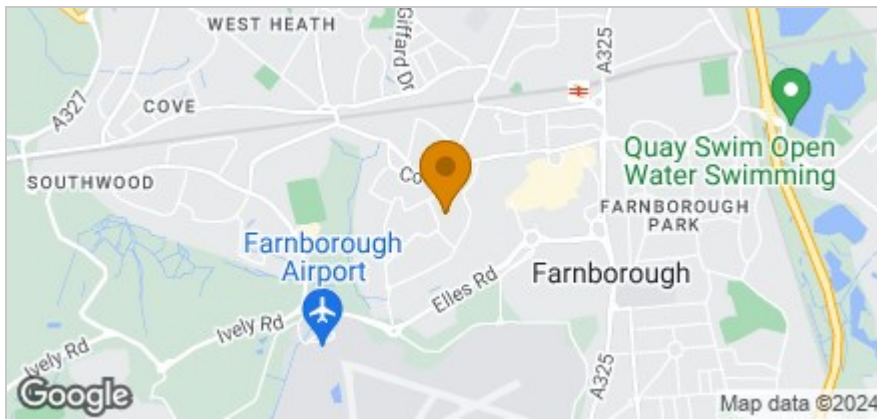 WEST HEATH
Giffard Dr
A325
A327
COVE
Quay Swim Open
Water Swimming
SOUTHWOOD
FARNBOROUGH
PARK
Farnborough
Airport
Farnborough
Elles Rd
Ively Rd
Ively Rd
A325
Google
Map data ©2024